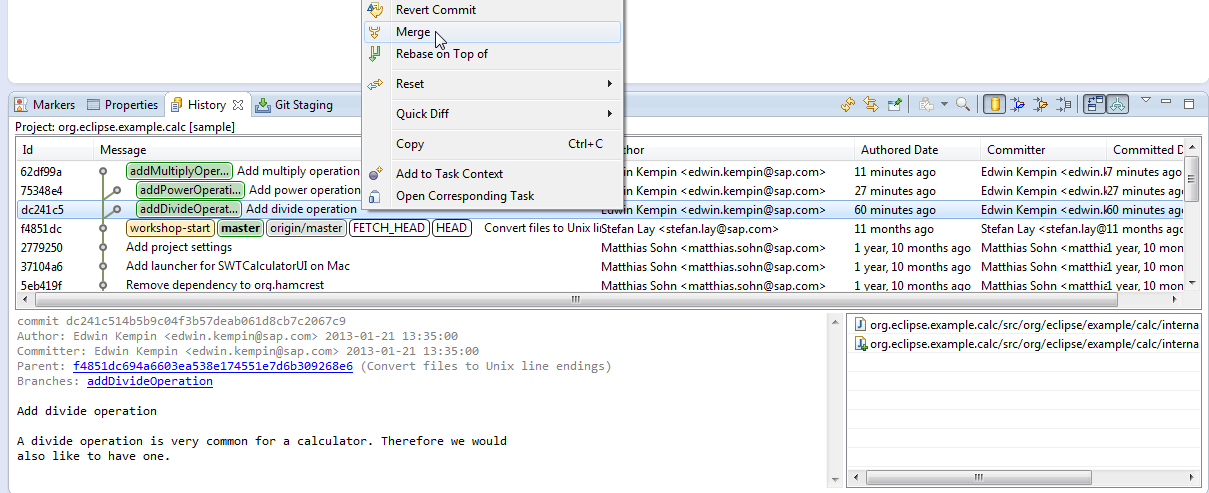 Revert Commit
Merge
Rebase on Top of
Reset
Quick Diff
Copy Ctrl+C
Add to Task Context
Open Corresponding Task
Markers Properties History Git Staging
Project: org.eclipse.example.calc [sample]
Id Message hor Authored Date Committer Committed D
62df99a addMultiplyOper... Add multiply operation Edwin Kempin <edwin.kempin@sap.com> 11 minutes ago Edwin Kempin <edwin.k 7 minutes ago
75348e4 addPowerOperati... Add power operation Edwin Kempin <edwin.kempin@sap.com> 27 minutes ago Edwin Kempin <edwin.k 27 minutes ago
dc241c5 addDivideOperat... Add divide operation Edwin Kempin <edwin.kempin@sap.com> 60 minutes ago Edwin Kempin <edwin.k 60 minutes ago
f4851dc workshop-start master origin/master FETCH_HEAD HEAD Convert files to Unix li Stefan Lay <stefan.lay@sap.com> 11 months ago Stefan Lay <stefan.lay@ 11 months ago
2779250 Add project settings Matthias Sohn <matthias.sohn@sap.com> 1 year, 10 months ago Matthias Sohn <matthi 1 year, 10 mon
37104a6 Add launcher for SWTCalculatorUI on Mac Matthias Sohn <matthias.sohn@sap.com> 1 year, 10 months ago Matthias Sohn <matthi 1 year, 10 mon
5eb419f Remove dependency to org.hamcrest Matthias Sohn <matthias.sohn@sap.com> 1 year, 10 months ago Matthias Sohn <matthi 1 year, 10 mon
commit dc241c514b5b9c04f3b57deab061d8cb7c2067c9
Author: Edwin Kempin <edwin.kempin@sap.com> 2013-01-21 13:35:00
Committer: Edwin Kempin <edwin.kempin@sap.com> 2013-01-21 13:35:00
Parent: f4851dc694a6603ea538e174551e7d6b309268e6 (Convert files to Unix line endings)
Branches: addDivideOperation
Add divide operation
A divide operation is very common for a calculator. Therefore we would
also like to have one.
org.eclipse.example.calc/src/org/eclipse/example/calc/interna
org.eclipse.example.calc/src/org/eclipse/example/calc/interna